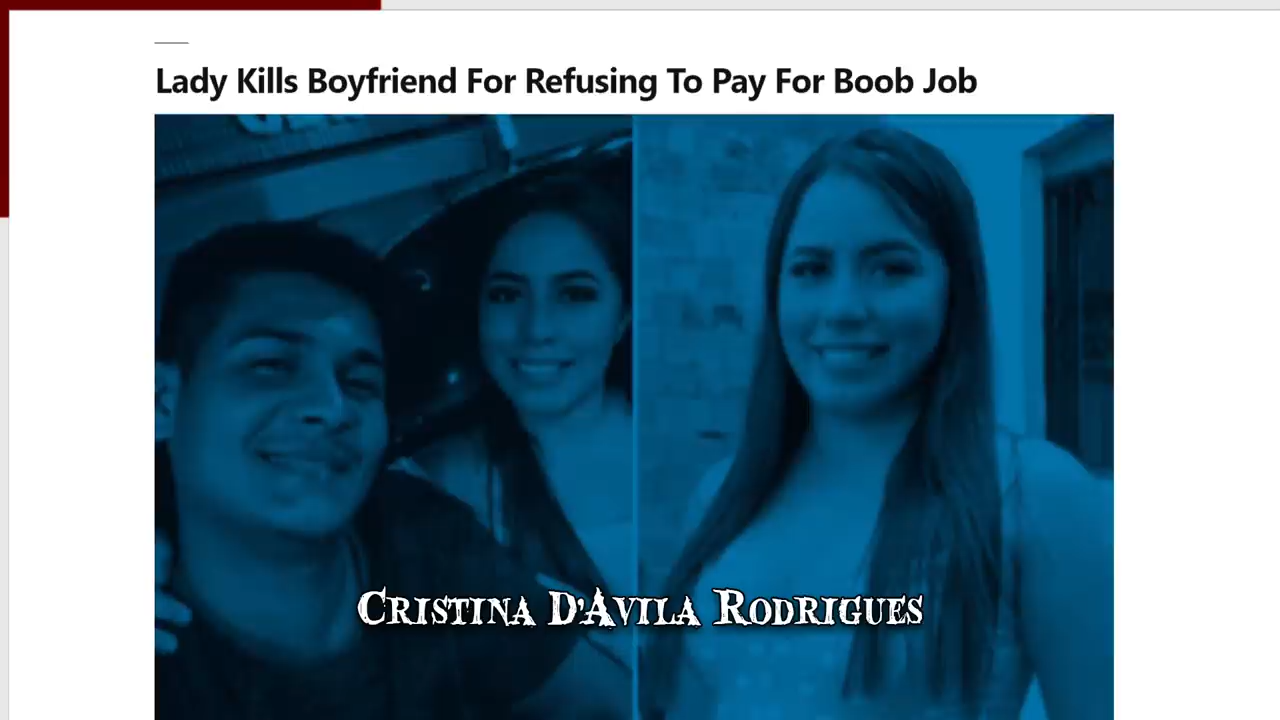 Lady Kills Boyfriend For Refusing To Pay For Boob Job
CRISTINA D'AVILA RODRIGUES